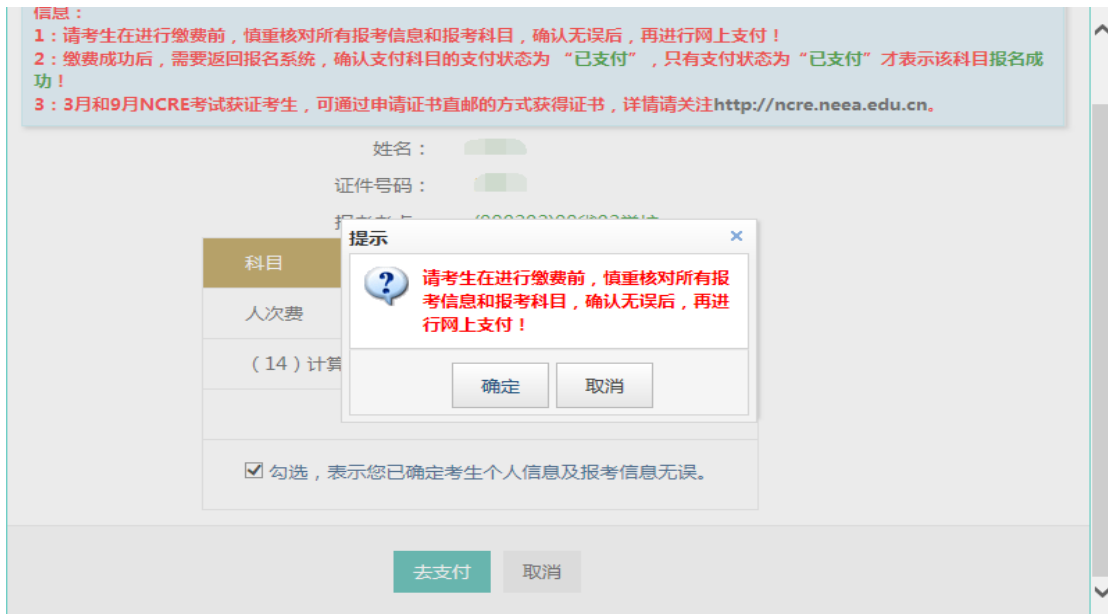 信息：
1：请考生在进行缴费前，慎重核对所有报考信息和报考科目，确认无误后，再进行网上支付！
2：缴费成功后，需要返回报名系统，确认支付科目的支付状态为 “已支付”，只有支付状态为 “已支付” 才表示该科目报名成
功！
3：3月和9月NCRE考试获证考生，可通过申请证书直邮的方式获得证书，详情请关注http://ncre.neea.edu.cn。
姓名：
证件号码：
提示
×
科目
请考生在进行缴费前，慎重核对所有报
考信息和报考科目，确认无误后，再进
行网上支付！
人次费
（14）计算
确定 取消
勾选，表示您已确定考生个人信息及报考信息无误。
去支付 取消